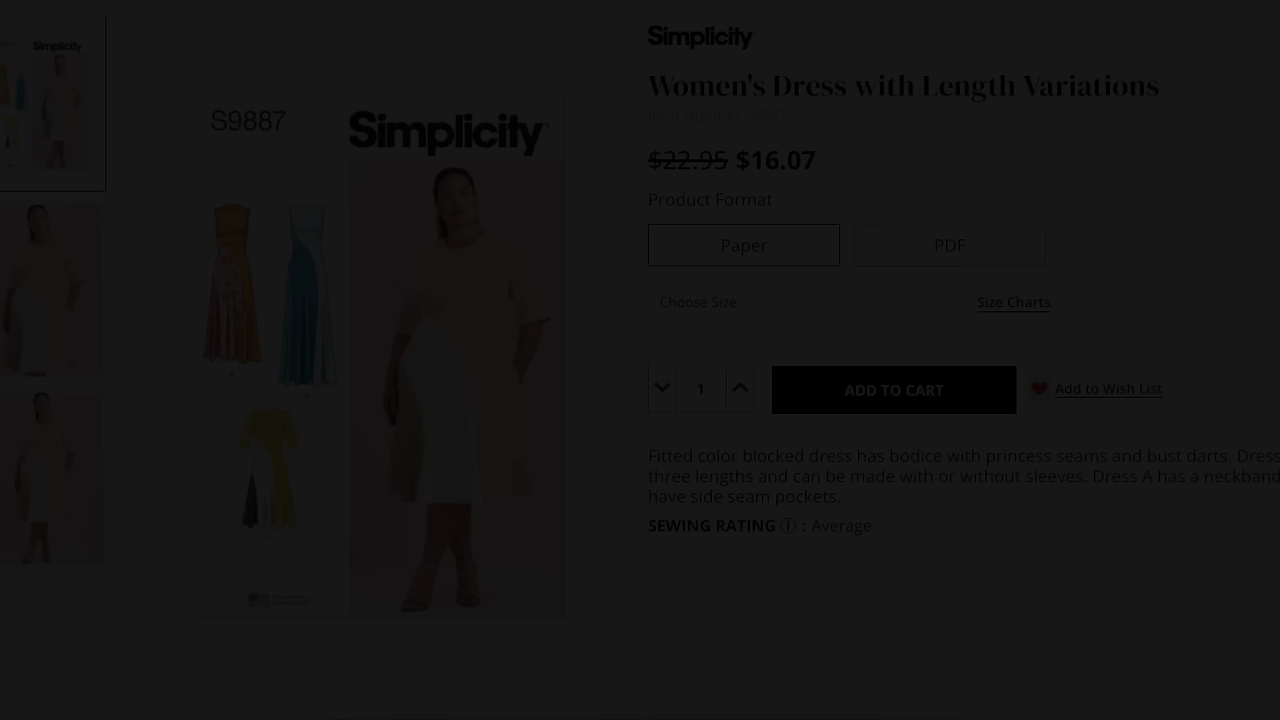 Simplicity
Simplicity
Women's Dress with Length Variations
Item Number S9887
S9887
Simplicity
$22.95 $16.07
Product Format
Paper
PDF
Choose Size:
Size Charts
1
ADD TO CART
Add to Wish List
Fitted color blocked dress has bodice with princess seams and bust darts. Dress
three lengths and can be made with or without sleeves. Dress A has a neckband
have side seam pockets.
SEWING RATING ⓘ : Average